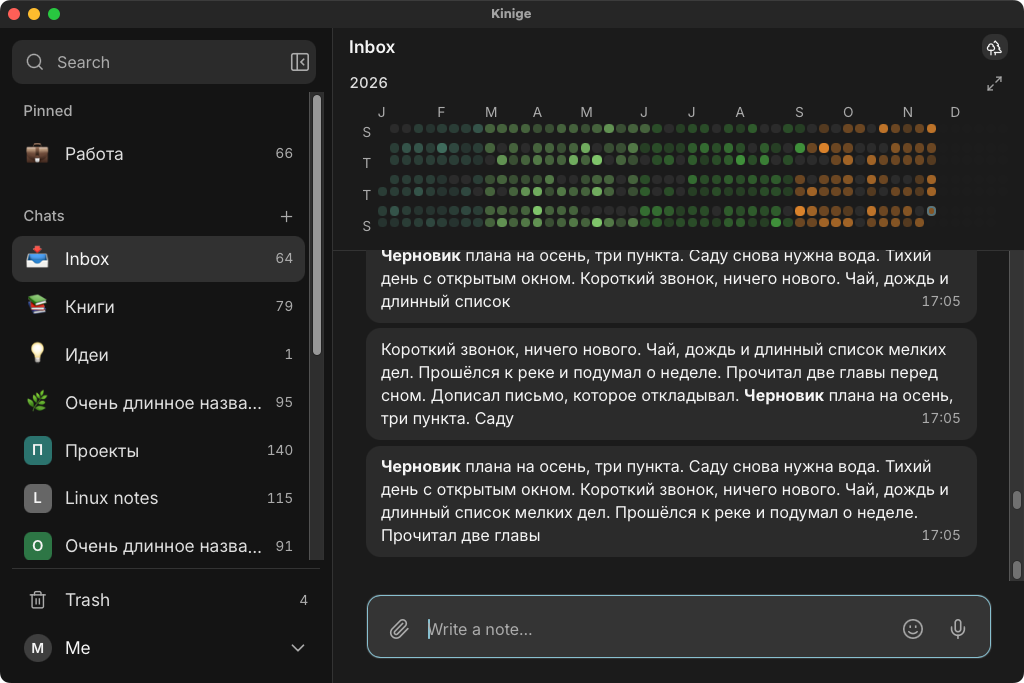 Kinige
Search
Pinned
Работа 66
Chats
Inbox 64
Книги 79
Идеи 1
Очень длинное назва... 95
П Проекты 140
L Linux notes 115
О Очень длинное назва... 91
Trash 4
M Me
Inbox
2026
J F M A M J J A S O N D
S
T
T
S
Черновик плана на осень, три пункта. Саду снова нужна вода. Тихий
день с открытым окном. Короткий звонок, ничего нового. Чай, дождь и
длинный список 17:05
Короткий звонок, ничего нового. Чай, дождь и длинный список мелких
дел. Прошёлся к реке и подумал о неделе. Прочитал две главы перед
сном. Дописал письмо, которое откладывал. Черновик плана на осень,
три пункта. Саду 17:05
Черновик плана на осень, три пункта. Саду снова нужна вода. Тихий
день с открытым окном. Короткий звонок, ничего нового. Чай, дождь и
длинный список мелких дел. Прошёлся к реке и подумал о неделе.
Прочитал две главы 17:05
Write a note...